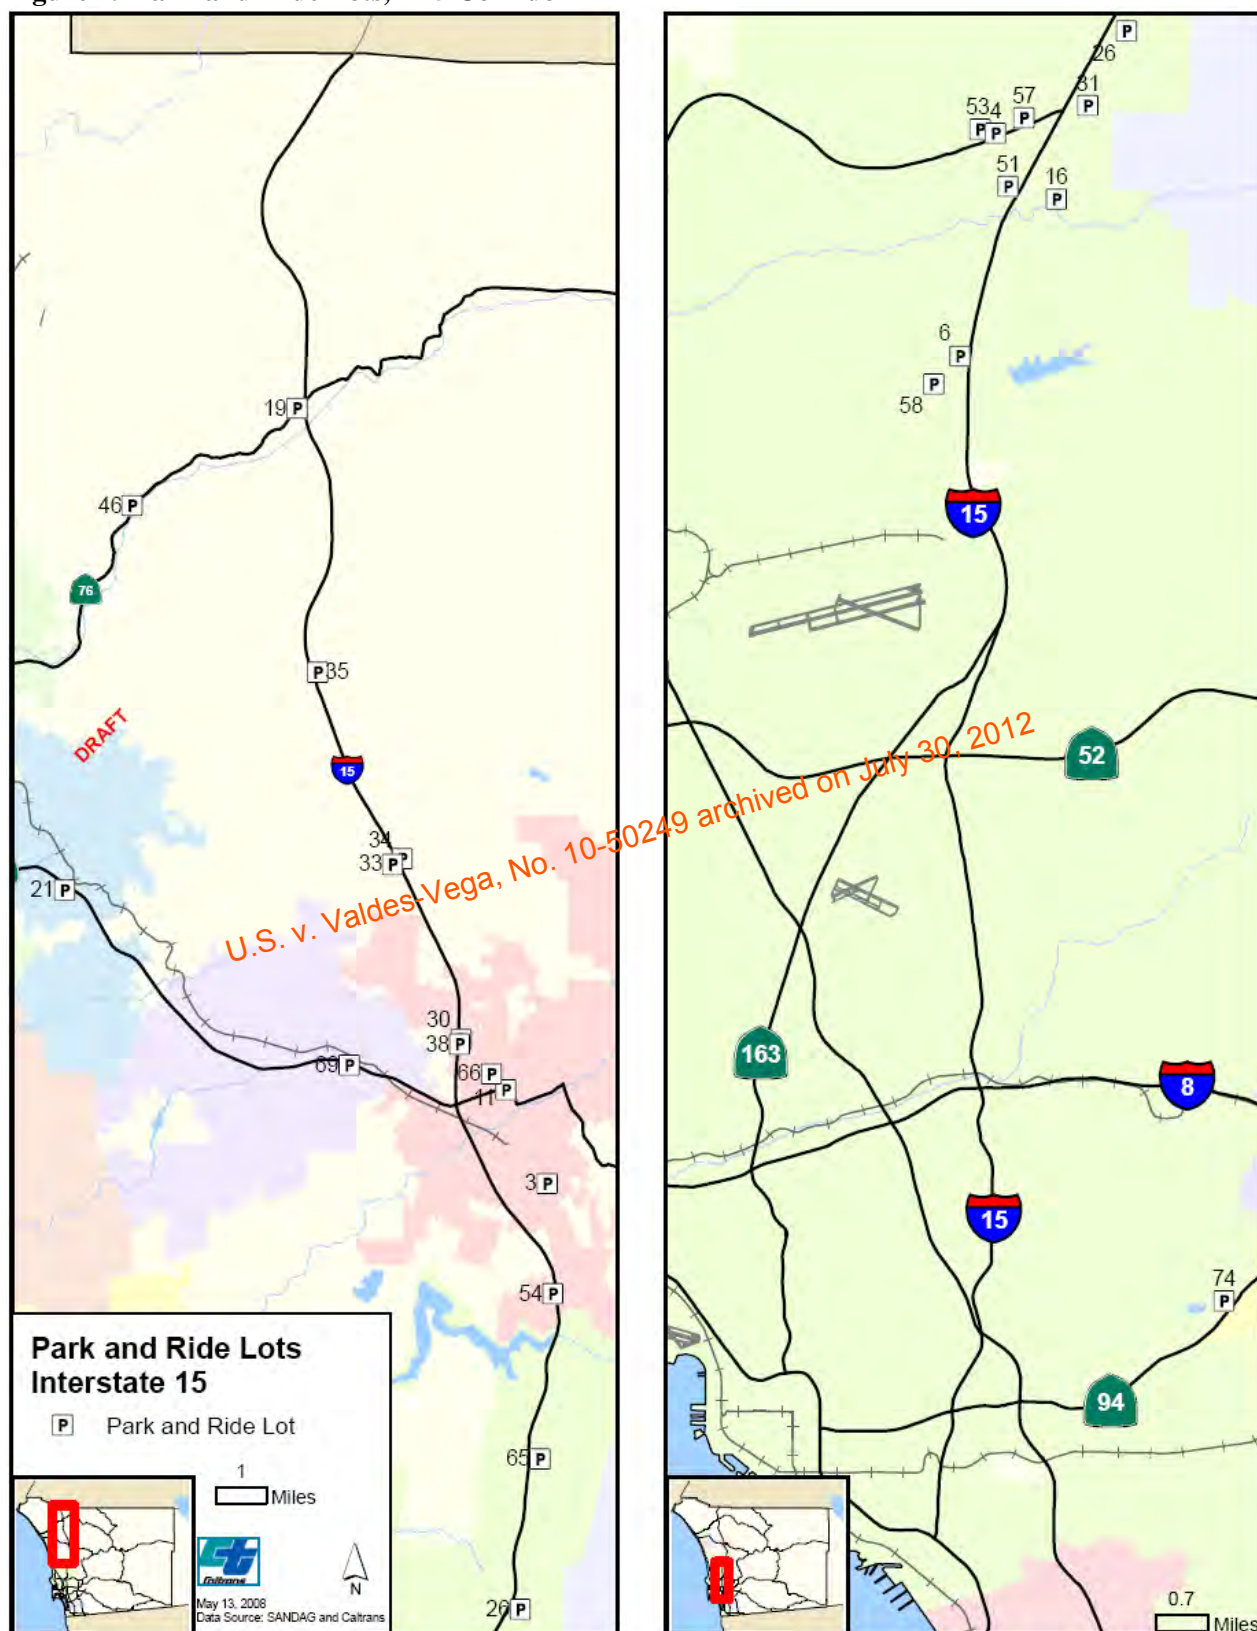 19 P
46 P
76
P 35
DRAFT
15
34
33 P P
21 P
U.S. v. Valdes-Vega, No. 10-50249 archived on July 30, 2012
30
38 P
69 P
66 P
11 P
3 P
54 P
65 P
26 P
Park and Ride Lots
Interstate 15
P Park and Ride Lot
1
Miles
Caltrans
N
May 13, 2008
Data Source: SANDAG and Caltrans
P
26
31
P
57
P
53 4
P P
51
P
16
P
6
P
P
58
15
52
163
8
15
74
P
94
0.7
Miles